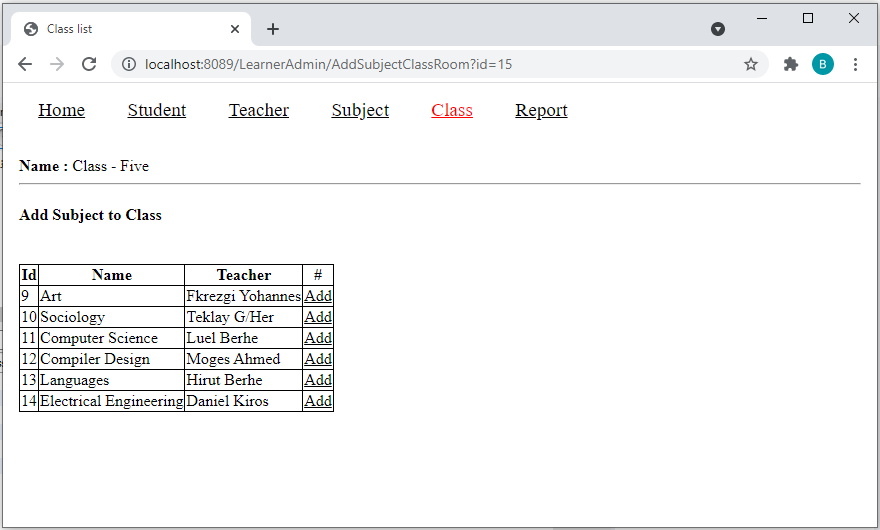 Class list
localhost:8089/LearnerAdmin/AddSubjectClassRoom?id=15
B
Home Student Teacher Subject Class Report
Name : Class - Five
Add Subject to Class
Id Name Teacher #
9 Art Fkrezgi Yohannes Add
10 Sociology Teklay G/Her Add
11 Computer Science Luel Berhe Add
12 Compiler Design Moges Ahmed Add
13 Languages Hirut Berhe Add
14 Electrical Engineering Daniel Kiros Add